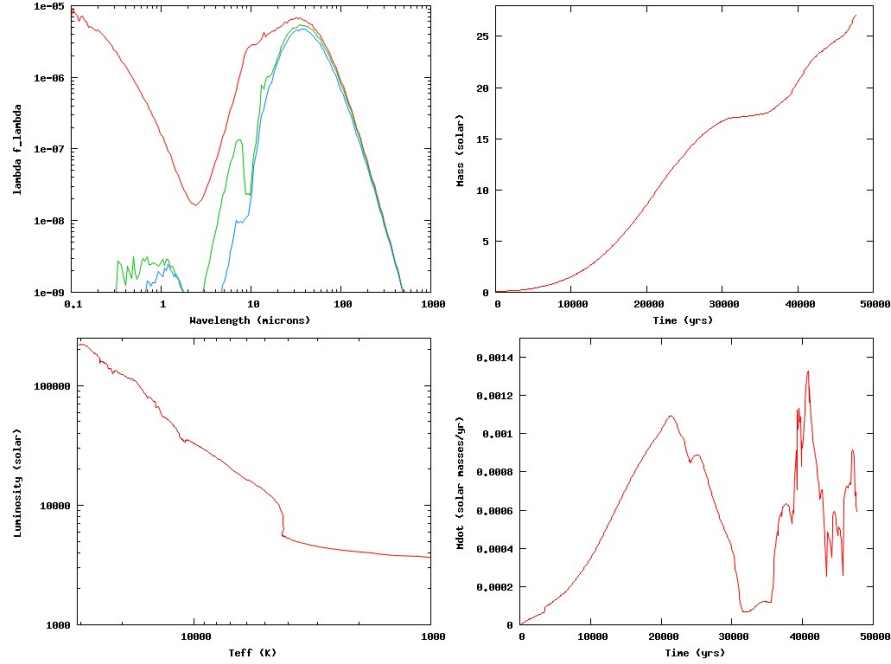 1e-05
1e-06
1e-07
1e-08
1e-09
lambda f_lambda
0,1 1 10 100 1000
Wavelength (microns)
25
20
15
10
5
0
Mass (solar)
0 10000 20000 30000 40000 50000
Time (yrs)
100000
10000
1000
Luminosity (solar)
10000 1000
Teff (K)
0,0014
0,0012
0,001
0,0008
0,0006
0,0004
0,0002
0
Mdot (solar masses/yr)
0 10000 20000 30000 40000 50000
Time (yrs)